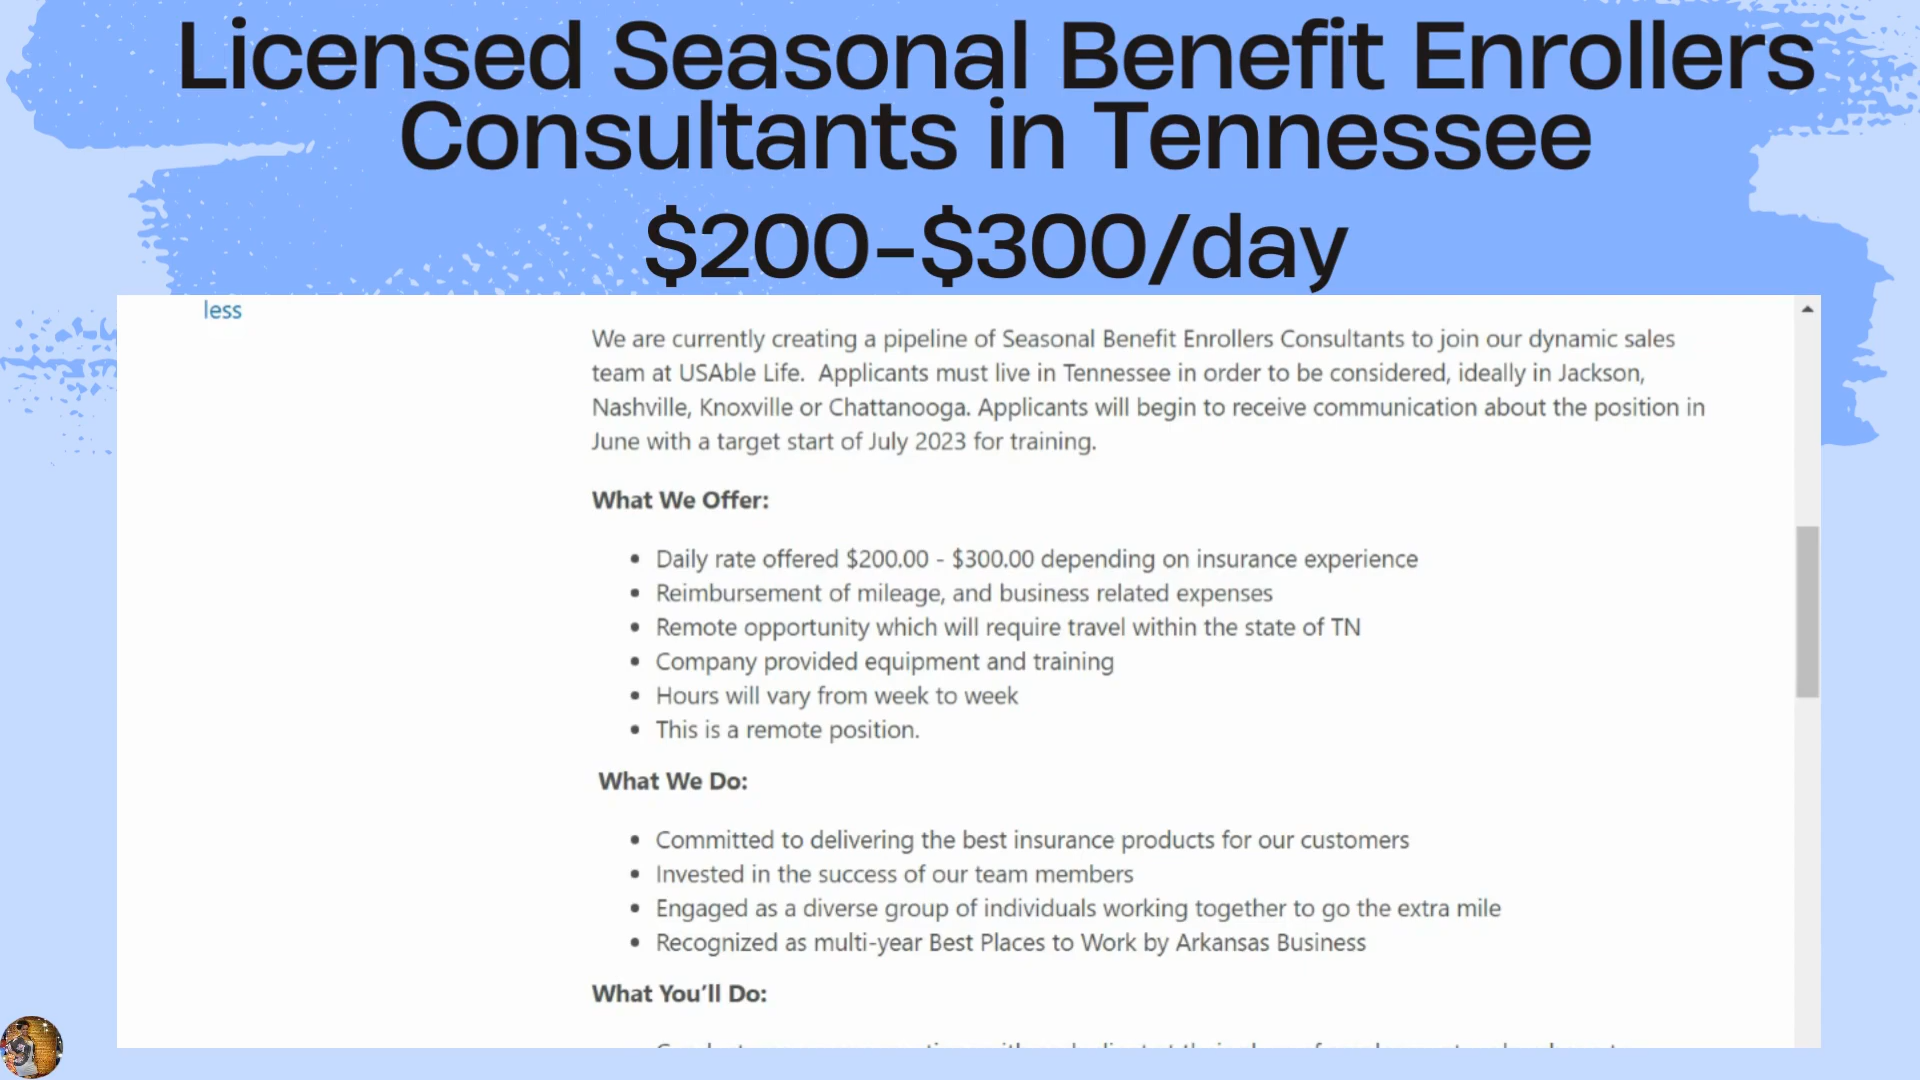 Licensed Seasonal Benefit Enrollers
Consultants in Tennessee
$200-$300/day
less
We are currently creating a pipeline of Seasonal Benefit Enrollers Consultants to join our dynamic sales
team at USAble Life.  Applicants must live in Tennessee in order to be considered, ideally in Jackson,
Nashville, Knoxville or Chattanooga. Applicants will begin to receive communication about the position in
June with a target start of July 2023 for training.
What We Offer:
• Daily rate offered $200.00 - $300.00 depending on insurance experience
• Reimbursement of mileage, and business related expenses
• Remote opportunity which will require travel within the state of TN
• Company provided equipment and training
• Hours will vary from week to week
• This is a remote position.
What We Do:
• Committed to delivering the best insurance products for our customers
• Invested in the success of our team members
• Engaged as a diverse group of individuals working together to go the extra mile
• Recognized as multi-year Best Places to Work by Arkansas Business
What You'll Do: